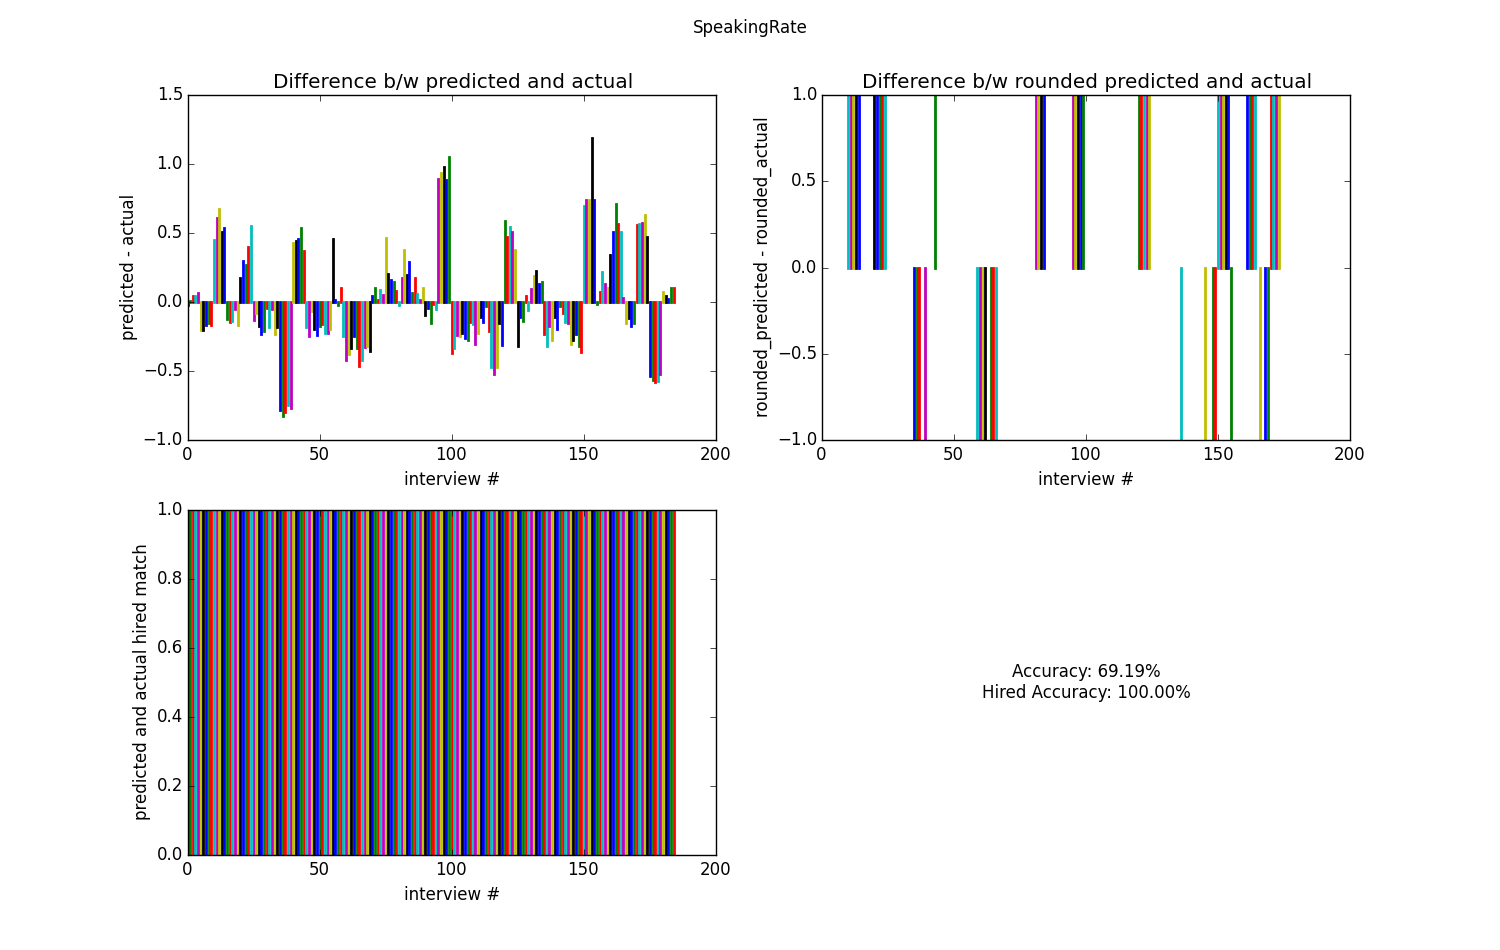 SpeakingRate
Difference b/w predicted and actual
1.5
1.0
0.5
0.0
−0.5
−1.0
predicted - actual
0
50
100
150
200
interview #
Difference b/w rounded predicted and actual
1.0
0.5
0.0
−0.5
−1.0
rounded_predicted - rounded_actual
0
50
100
150
200
interview #
1.0
0.8
0.6
0.4
0.2
0.0
predicted and actual hired match
0
50
100
150
200
interview #
Accuracy: 69.19%
Hired Accuracy: 100.00%